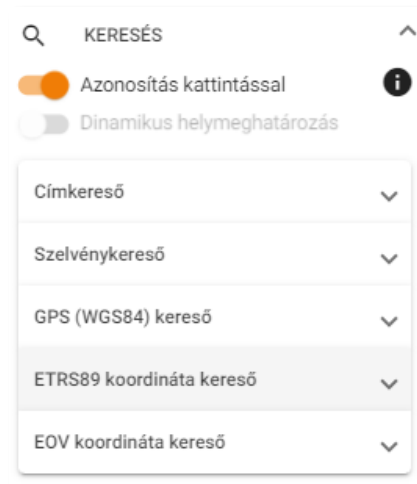 KERESÉS
Azonosítás kattintással
Dinamikus helymeghatározás
Címkereső
Szelvénykereső
GPS (WGS84) kereső
ETRS89 koordináta kereső
EOV koordináta kereső